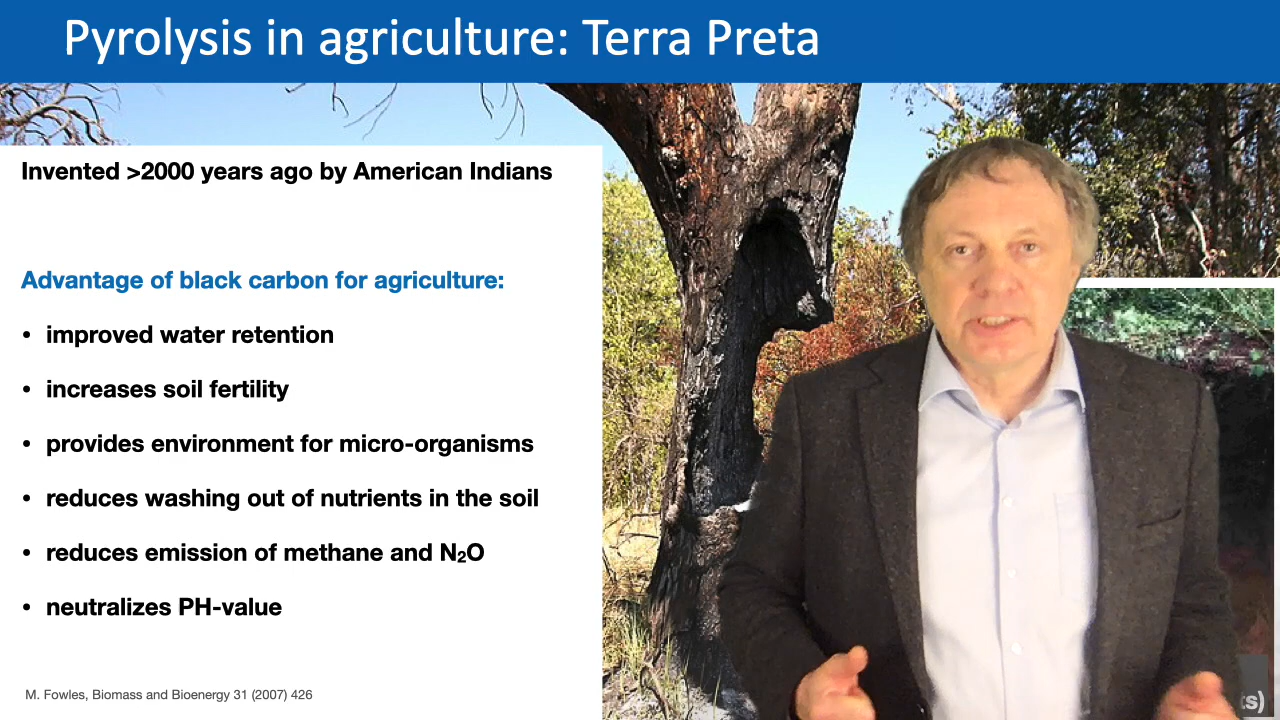 Pyrolysis in agriculture: Terra Preta
Invented >2000 years ago by American Indians
Advantage of black carbon for agriculture:
• improved water retention
• increases soil fertility
• provides environment for micro-organisms
• reduces washing out of nutrients in the soil
• reduces emission of methane and N₂O
• neutralizes PH-value
M. Fowles, Biomass and Bioenergy 31 (2007) 426